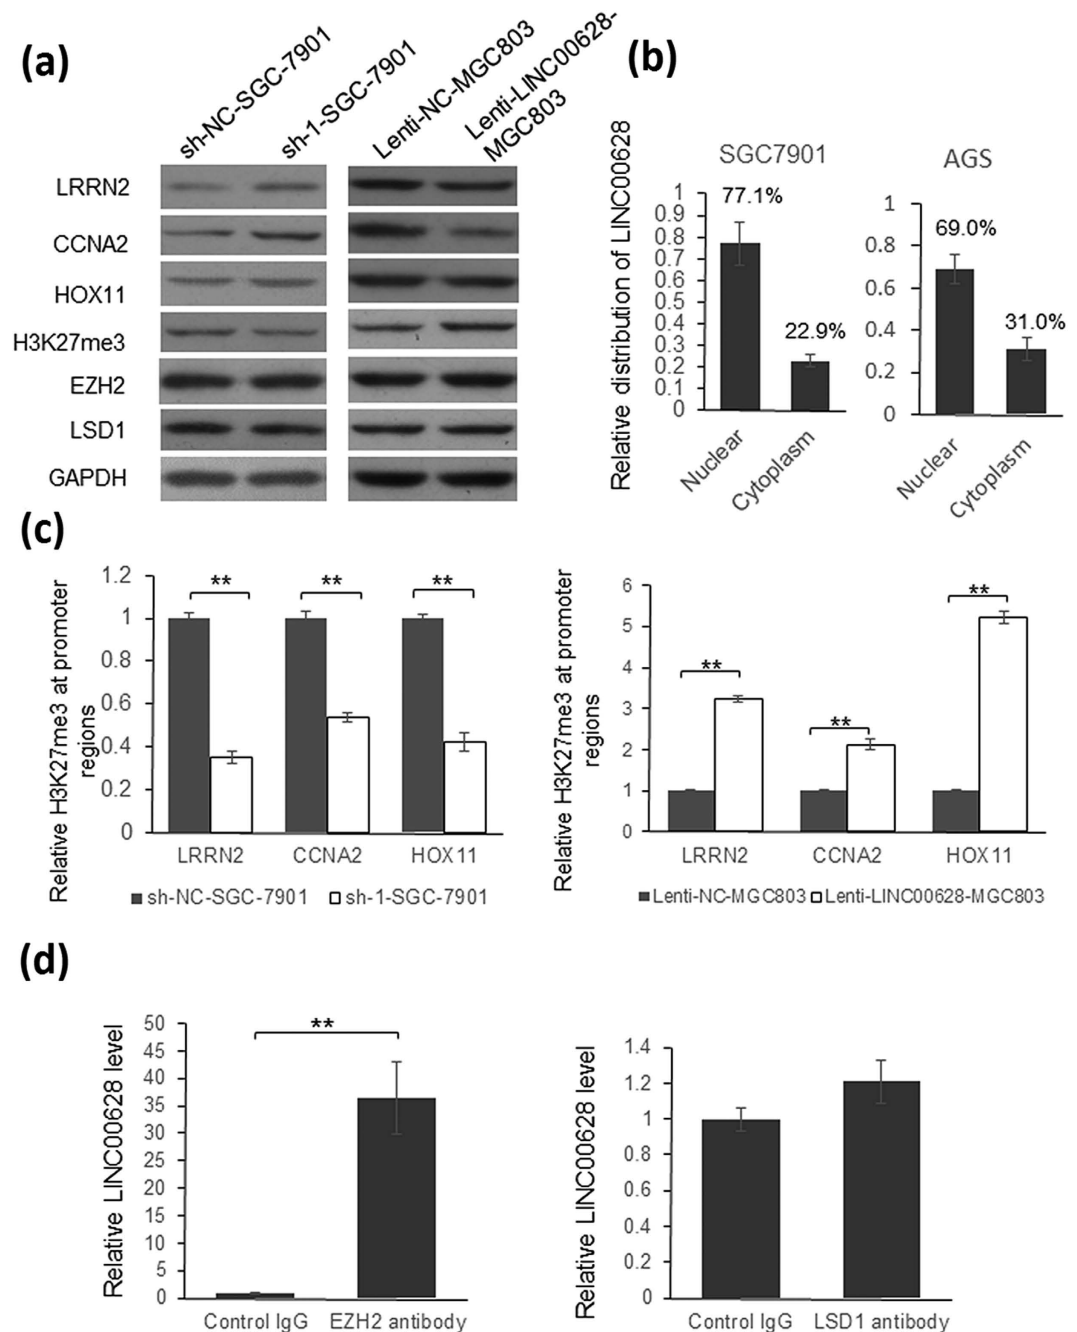 (a)
sh-NC-SGC-7901
sh-1-SGC-7901
Lenti-NC-MGC803
Lenti-LINC00628-
MGC803
LRRN2
CCNA2
HOX11
H3K27me3
EZH2
LSD1
GAPDH
(b)
Relative distribution of LINC00628
SGC7901
1
0.9
0.8
0.7
0.6
0.5
0.4
0.3
0.2
0.1
0
77.1%
22.9%
Nuclear
Cytoplasm
AGS
1
0.8
0.6
0.4
0.2
0
69.0%
31.0%
Nuclear
Cytoplasm
(c)
Relative H3K27me3 at promoter
regions
1.2
1
0.8
0.6
0.4
0.2
0
**
**
**
LRRN2 CCNA2 HOX11
sh-NC-SGC-7901 sh-1-SGC-7901
Relative H3K27me3 at promoter
regions
6
5
4
3
2
1
0
**
**
**
LRRN2 CCNA2 HOX11
Lenti-NC-MGC803 Lenti-LINC00628-MGC803
(d)
Relative LINC00628 level
50
45
40
35
30
25
20
15
10
5
0
**
Control IgG EZH2 antibody
Relative LINC00628 level
1.4
1.2
1
0.8
0.6
0.4
0.2
0
Control IgG LSD1 antibody